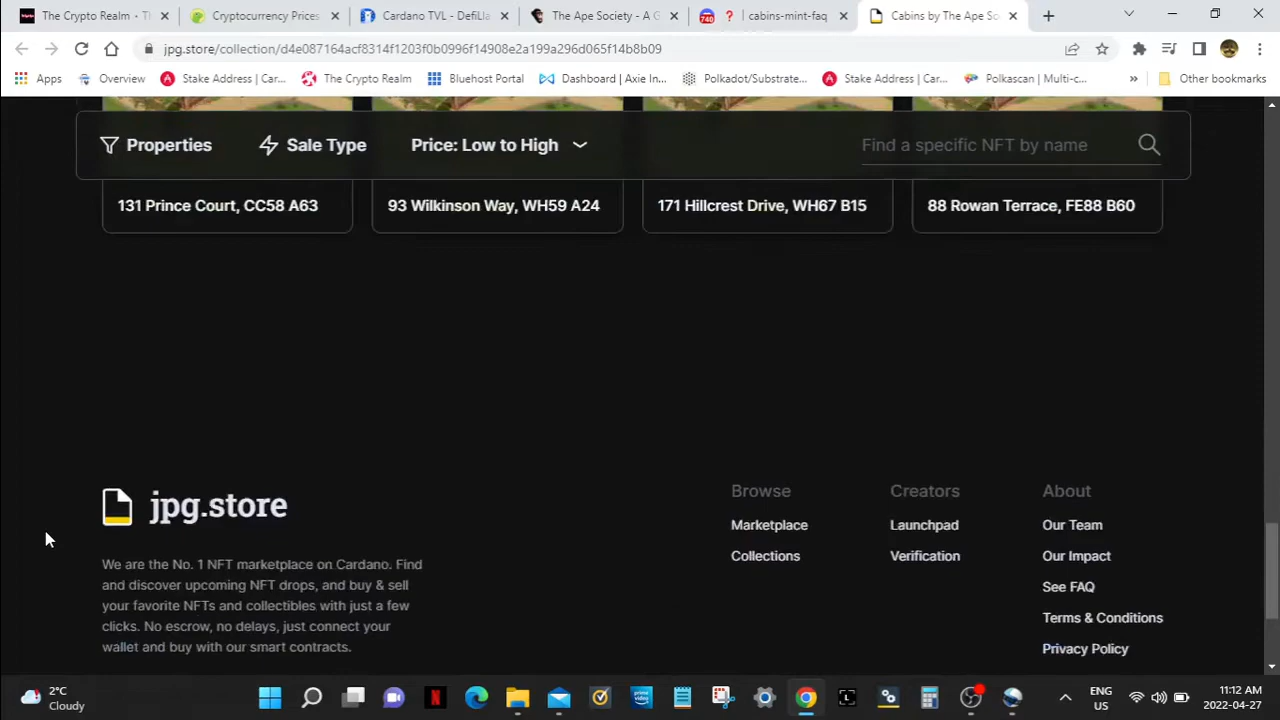 The Crypto Realm • Th
Cryptocurrency Prices
Cardano TVL - DefiLla
The Ape Society - A G
740 ? | cabins-mint-faq
Cabins by The Ape So
jpg.store/collection/d4e087164acf8314f1203f0b0996f14908e2a199a296d065f14b8b09
Apps
Overview
Stake Address | Car...
The Crypto Realm
Bluehost Portal
Dashboard | Axie In...
Polkadot/Substrate...
Stake Address | Car...
Polkascan | Multi-c...
»
Other bookmarks
Properties
Sale Type
Price: Low to High
Find a specific NFT by name
131 Prince Court, CC58 A63
93 Wilkinson Way, WH59 A24
171 Hillcrest Drive, WH67 B15
88 Rowan Terrace, FE88 B60
jpg.store
We are the No. 1 NFT marketplace on Cardano. Find
and discover upcoming NFT drops, and buy & sell
your favorite NFTs and collectibles with just a few
clicks. No escrow, no delays, just connect your
wallet and buy with our smart contracts.
Browse
Marketplace
Collections
Creators
Launchpad
Verification
About
Our Team
Our Impact
See FAQ
Terms & Conditions
Privacy Policy
2°C
Cloudy
ENG
US
11:12 AM
2022-04-27